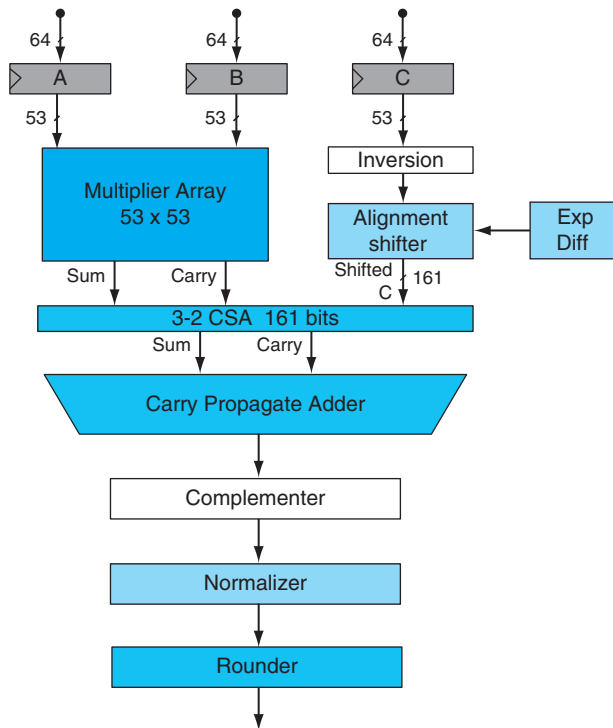 64 64 64
A B C
53 53 53
Inversion
Multiplier Array
53 x 53
Alignment
shifter
Exp
Diff
Sum Carry
Shifted
C
161
3-2 CSA 161 bits
Sum Carry
Carry Propagate Adder
Complementer
Normalizer
Rounder